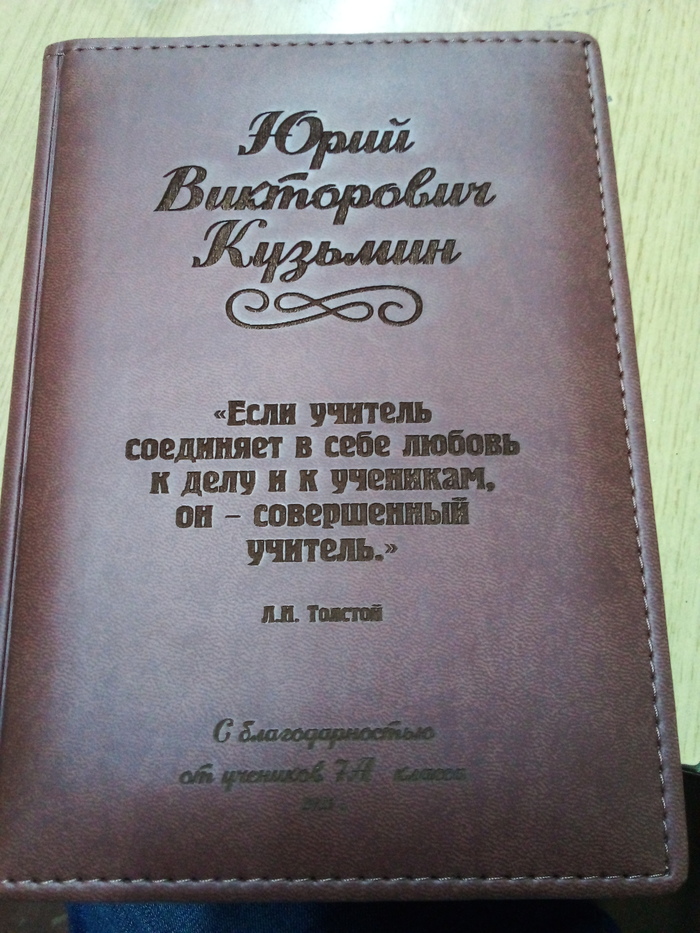 Юрий
Викторович
Кузьмин
«Если учитель
соединяет в себе любовь
к делу и к ученикам,
он – совершенный
учитель.»
Л.Н. Толстой
С благодарностью
от учеников 7А класса